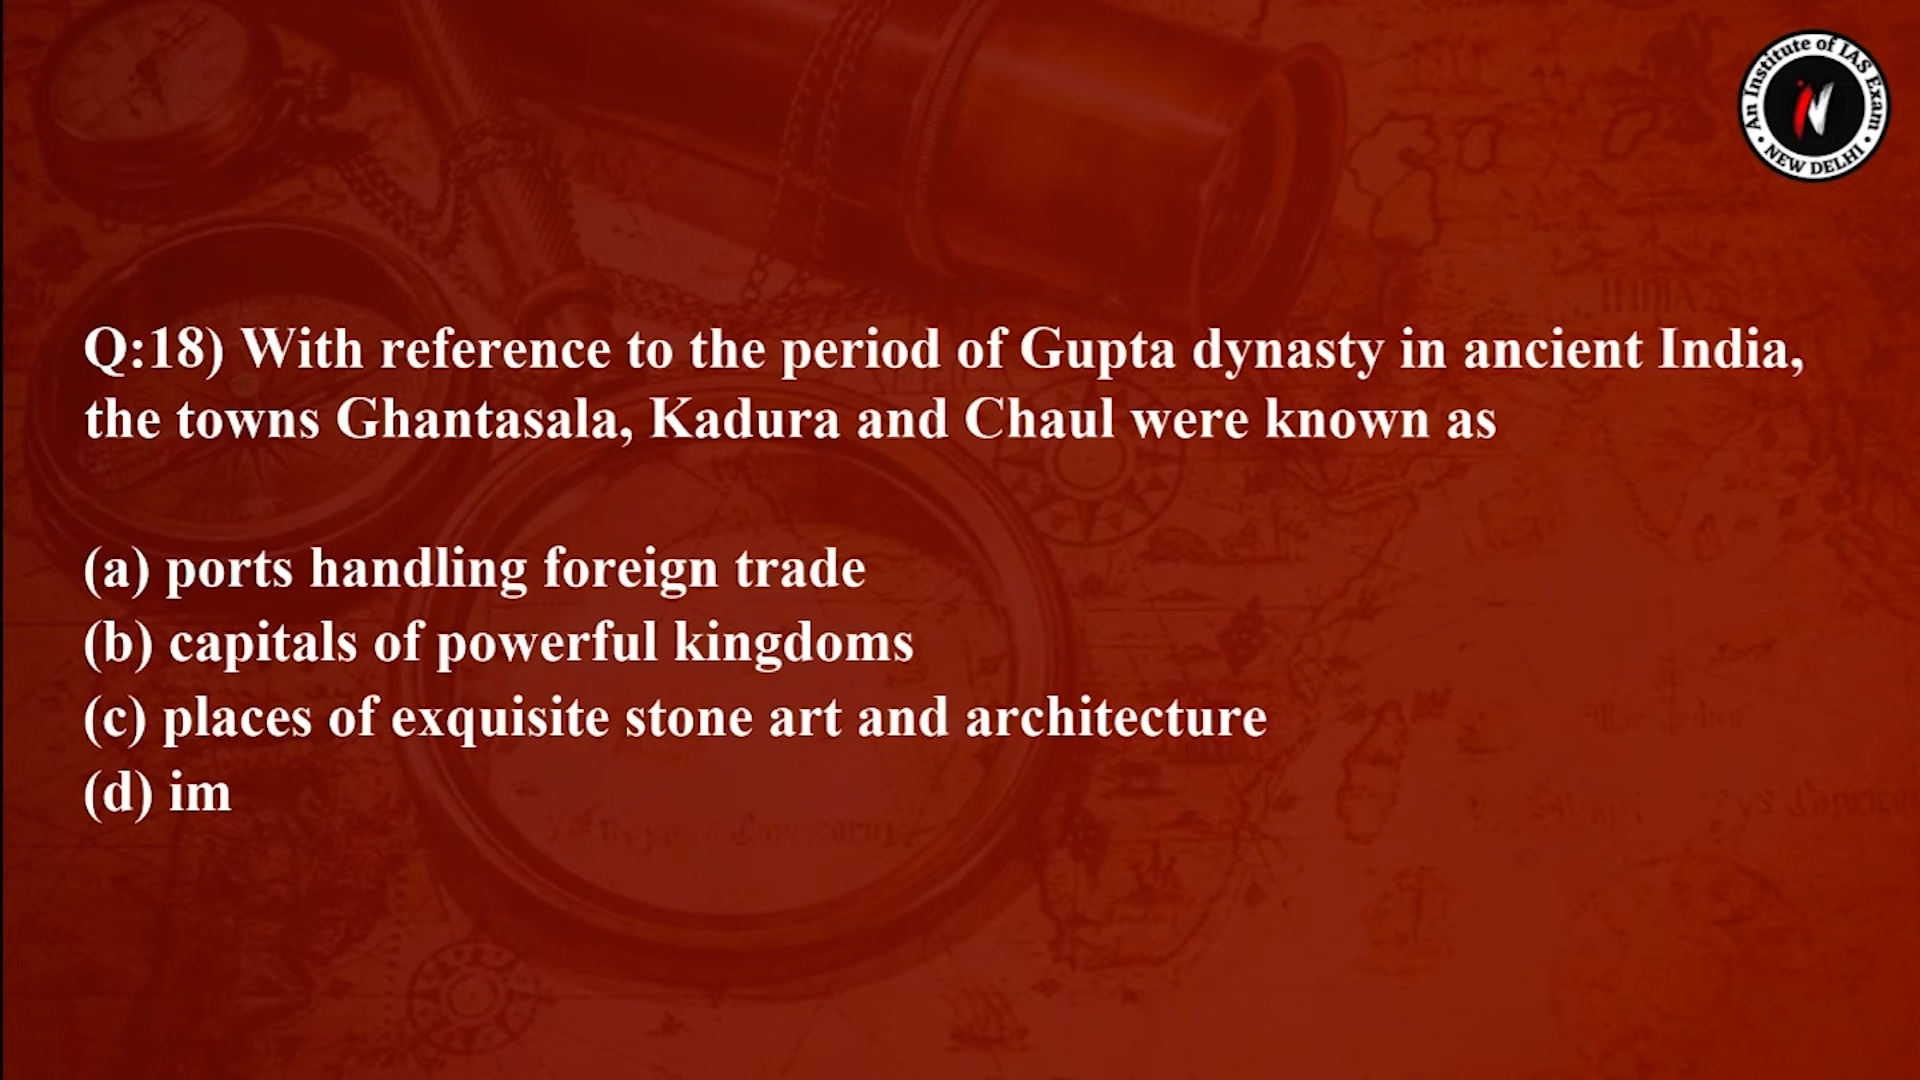 An Institute of IAS Exam
• NEW DELHI •
Q:18) With reference to the period of Gupta dynasty in ancient India,
the towns Ghantasala, Kadura and Chaul were known as
(a) ports handling foreign trade
(b) capitals of powerful kingdoms
(c) places of exquisite stone art and architecture
(d) im